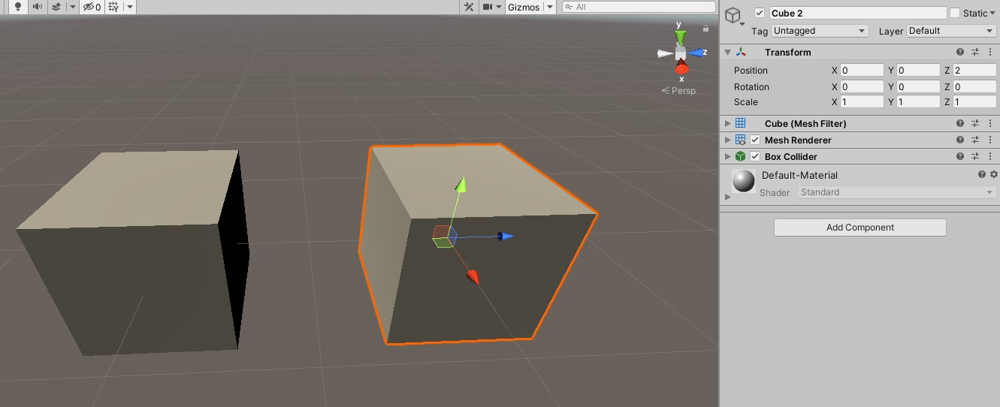 0
Gizmos
All
y
z
x
Persp
Cube 2
Static
Tag Untagged Layer Default
Transform
Position X 0 Y 0 Z 2
Rotation X 0 Y 0 Z 0
Scale X 1 Y 1 Z 1
Cube (Mesh Filter)
Mesh Renderer
Box Collider
Default-Material
Shader Standard
Add Component